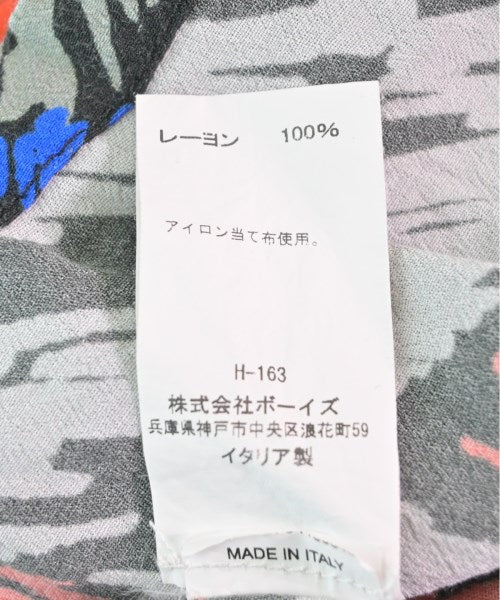 レーヨン 100%
アイロン当て布使用。
H-163
株式会社ボーイズ
兵庫県神戸市中央区浪花町59
イタリア製
MADE IN ITALY